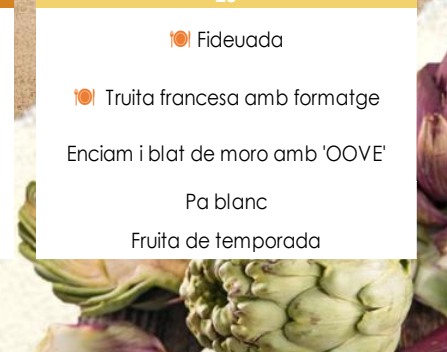 Fideuada
Truita francesa amb formatge
Enciam i blat de moro amb 'OOVE'
Pa blanc
Fruita de temporada